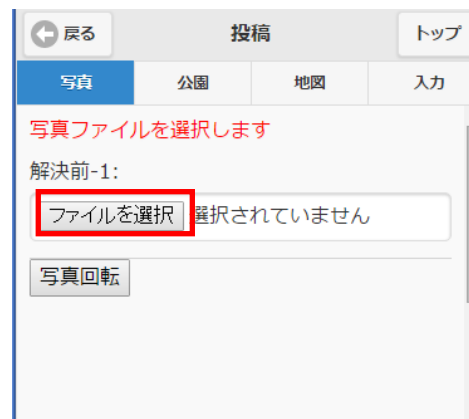 戻る 投稿 トップ
写真 公園 地図 入力
写真ファイルを選択します
解決前-1:
ファイルを選択 選択されていません
写真回転